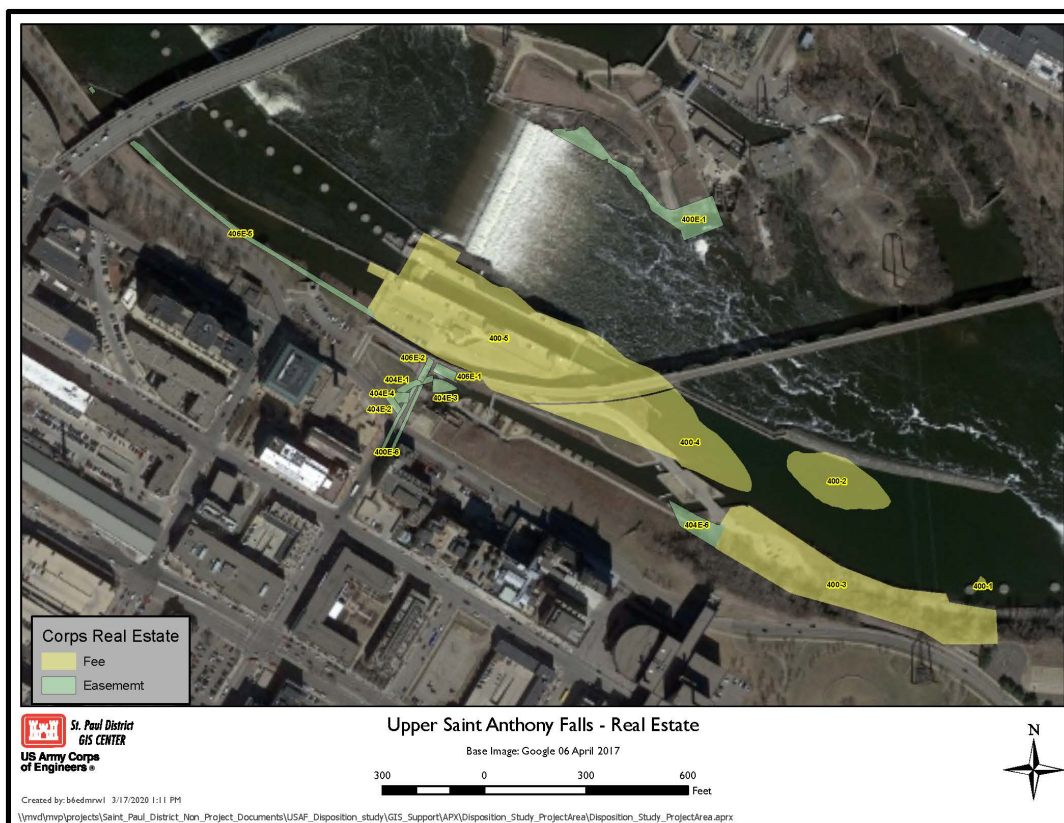 400E-1
406E-5
400-5
406E-2
406E-1
404E-1
404E-4
404E-3
404E-2
400E-6
400-4
400-2
404E-6
400-3
400-1
Corps Real Estate
Fee
Easememt
St. Paul District
GIS CENTER
US Army Corps
of Engineers ®
Upper Saint Anthony Falls - Real Estate
Base Image: Google 06 April 2017
300 0 300 600
Feet
N
Created by: b6edmrw1 3/17/2020 1:11 PM
\\mvd\mvp\projects\Saint_Paul_District_Non_Project_Documents\USAF_Disposition_study\GIS_Support\APX\Disposition_Study_ProjectArea\Disposition_Study_ProjectArea.aprx